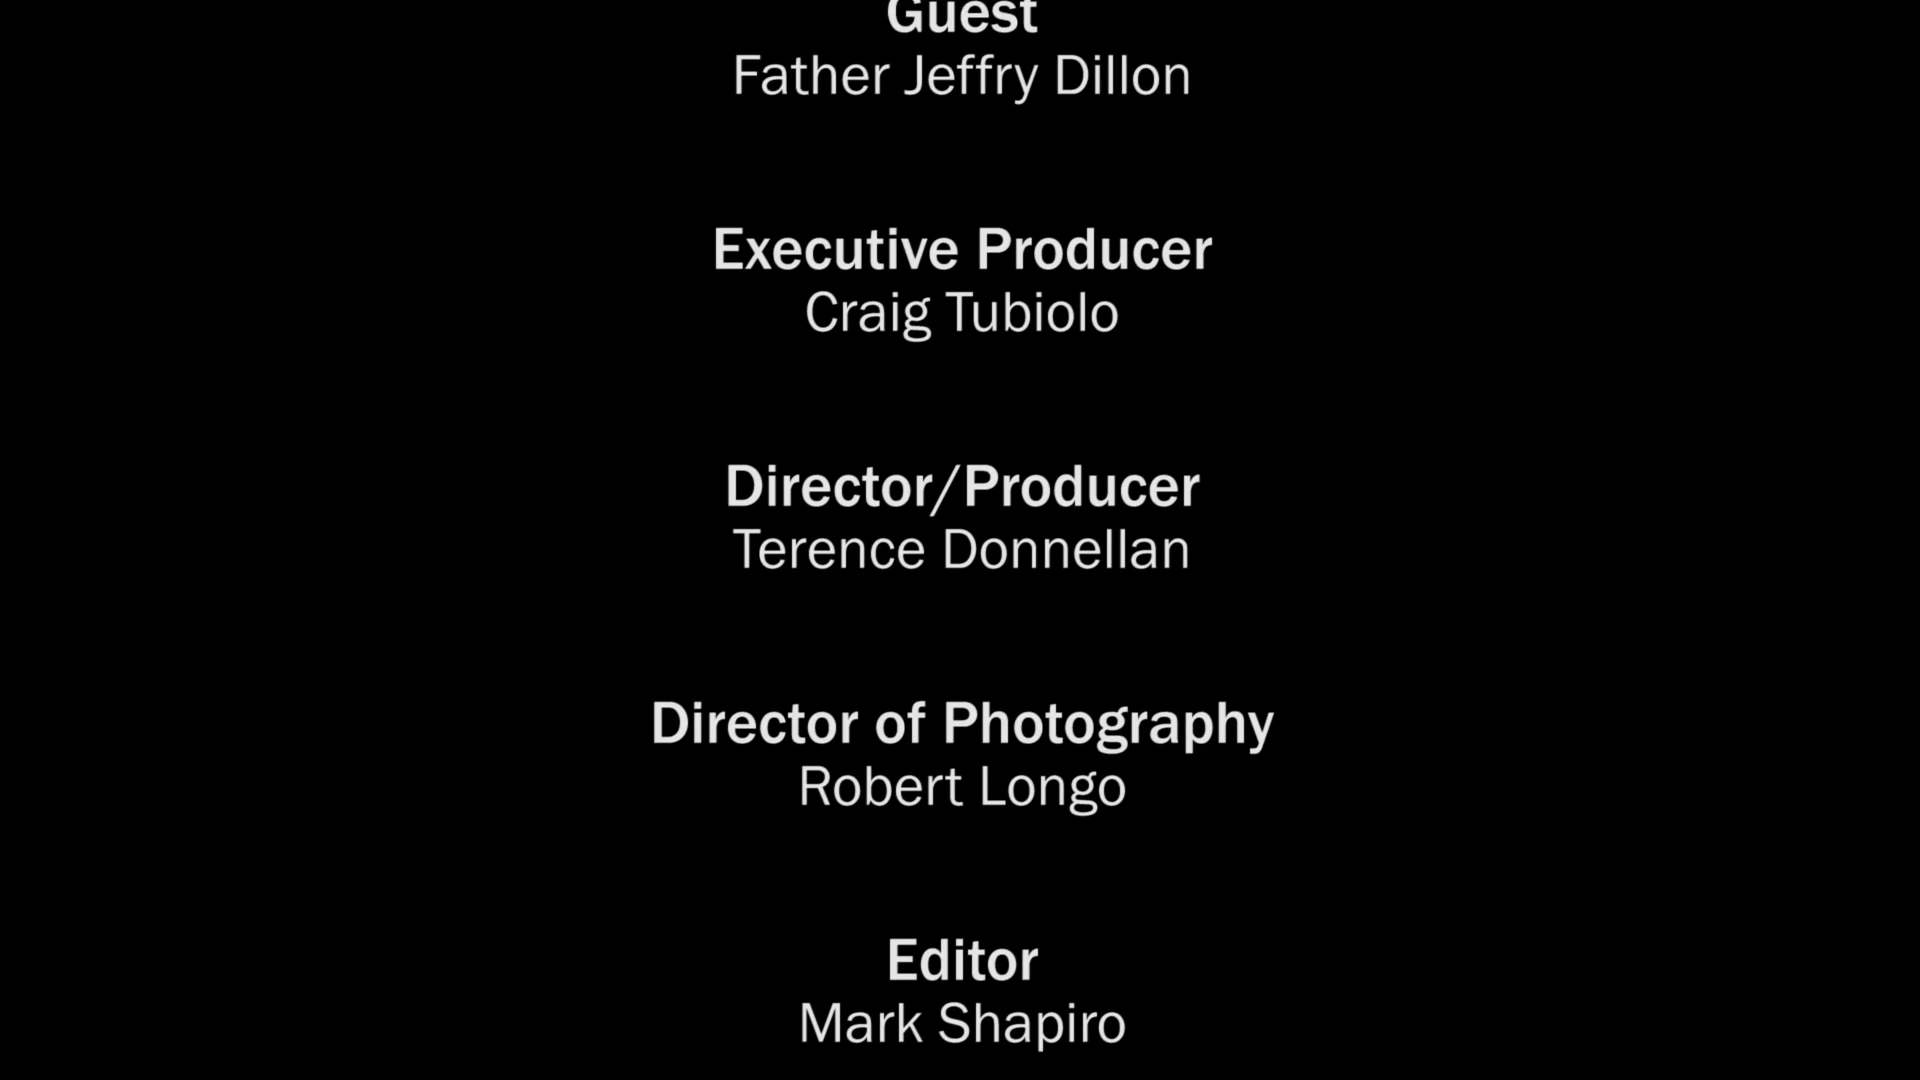 Guest
Father Jeffry Dillon
Executive Producer
Craig Tubiolo
Director/Producer
Terence Donnellan
Director of Photography
Robert Longo
Editor
Mark Shapiro